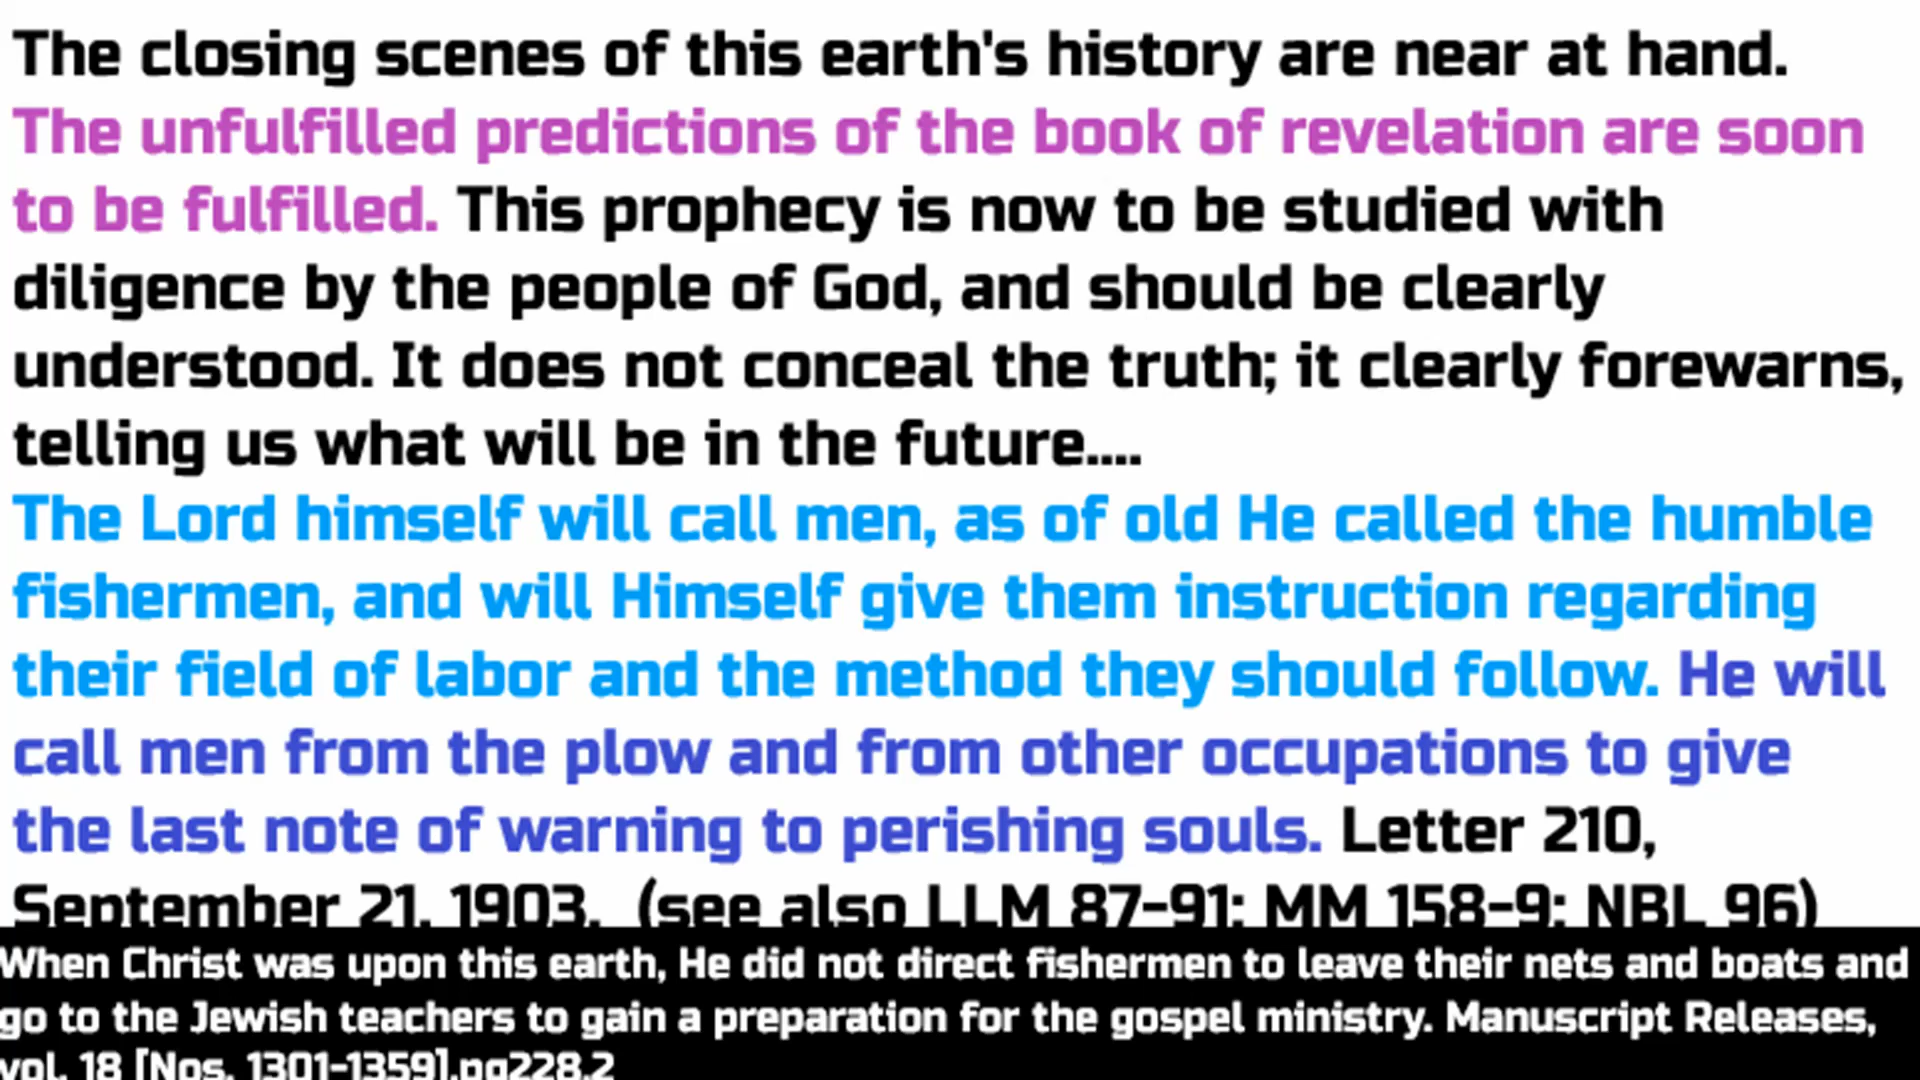 The closing scenes of this earth's history are near at hand.
The unfulfilled predictions of the book of revelation are soon
to be fulfilled. This prophecy is now to be studied with
diligence by the people of God, and should be clearly
understood. It does not conceal the truth; it clearly forewarns,
telling us what will be in the future....
The Lord himself will call men, as of old He called the humble
fishermen, and will Himself give them instruction regarding
their field of labor and the method they should follow. He will
call men from the plow and from other occupations to give
the last note of warning to perishing souls. Letter 210,
September 21, 1903.  (see also LLM 87-91; MM 158-9; NBL 96)
When Christ was upon this earth, He did not direct fishermen to leave their nets and boats and
go to the Jewish teachers to gain a preparation for the gospel ministry. Manuscript Releases,
vol. 18 [Nos. 1301-1359].pg228.2